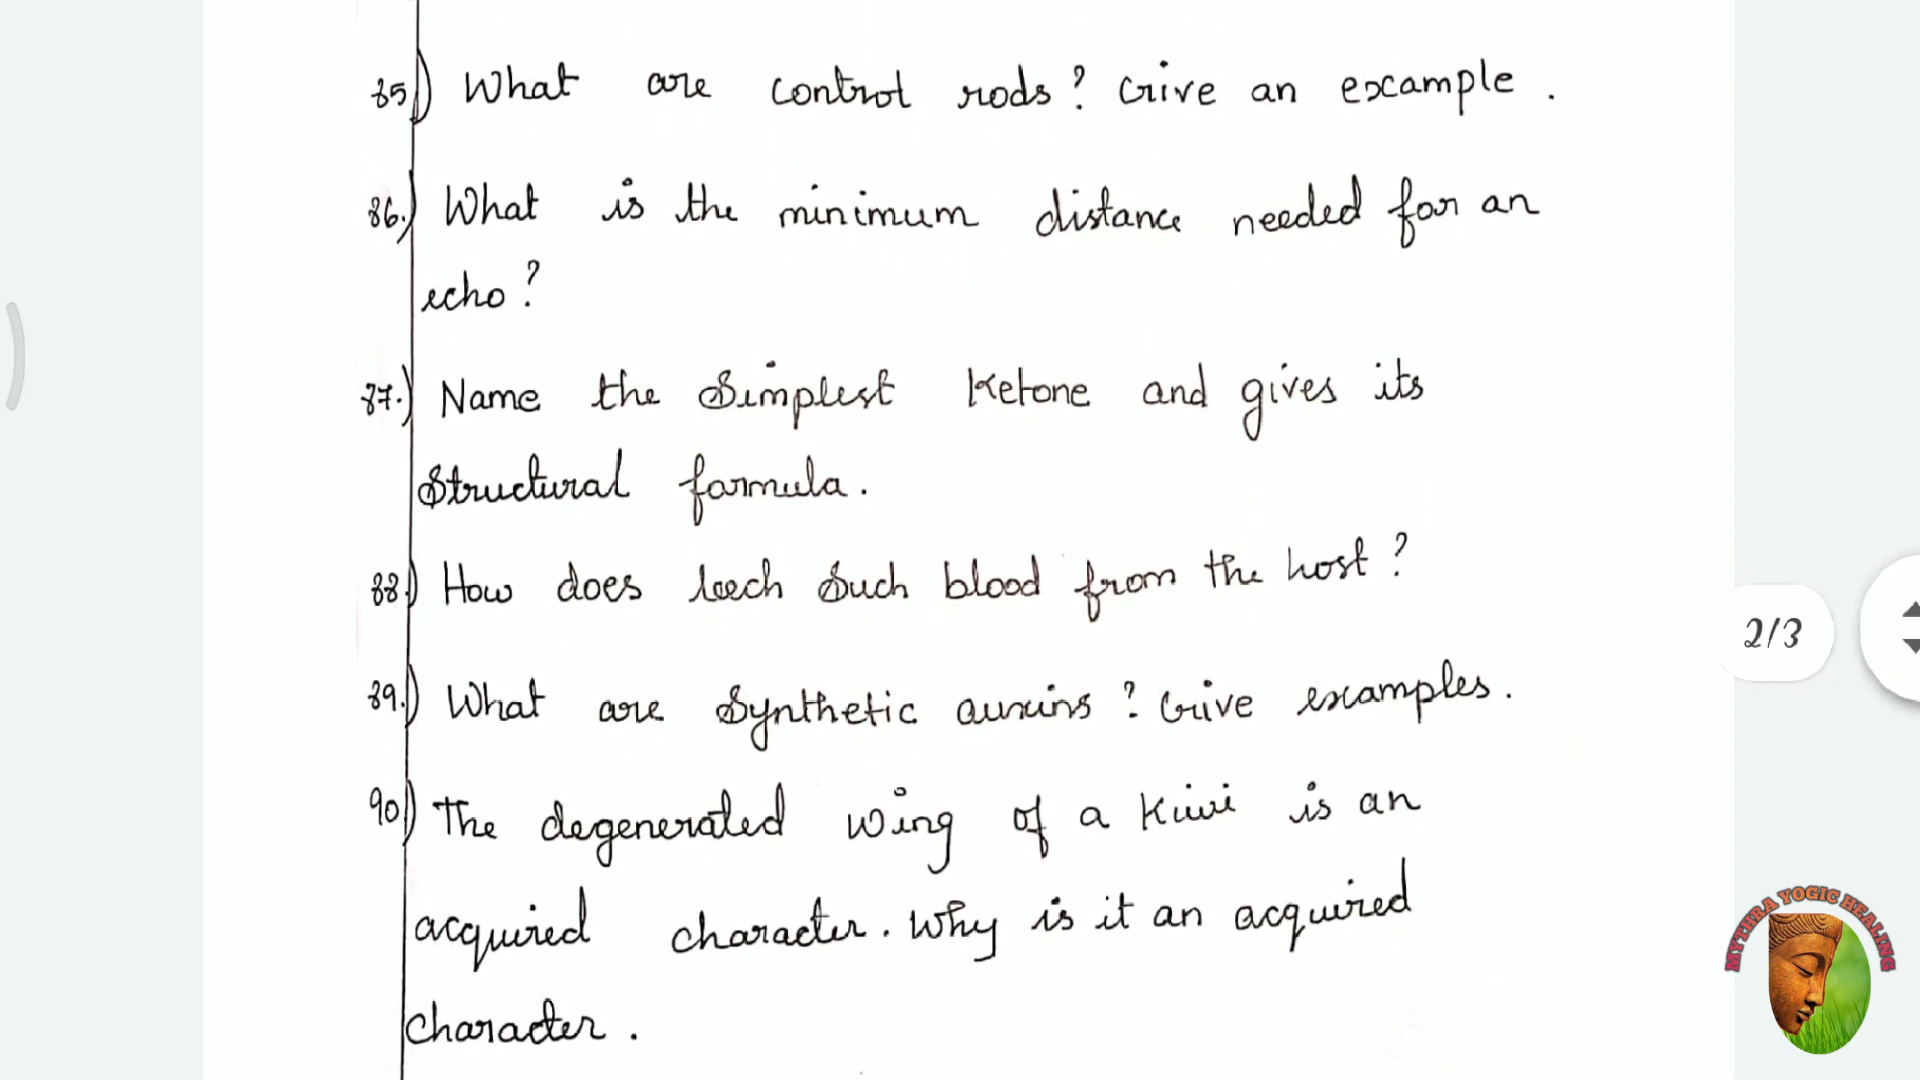 85) What are control rods? Give an example.
86.) What is the minimum distance needed for an
echo?
87.) Name the Simplest Ketone and gives its
Structural formula.
88.) How does leech Such blood from the host?
2/3
89.) What are Synthetic auxins? Give examples.
90) The degenerated wing of a Kiwi is an
acquired character. Why is it an acquired
character.
MYTHRA YOGIC HEALING